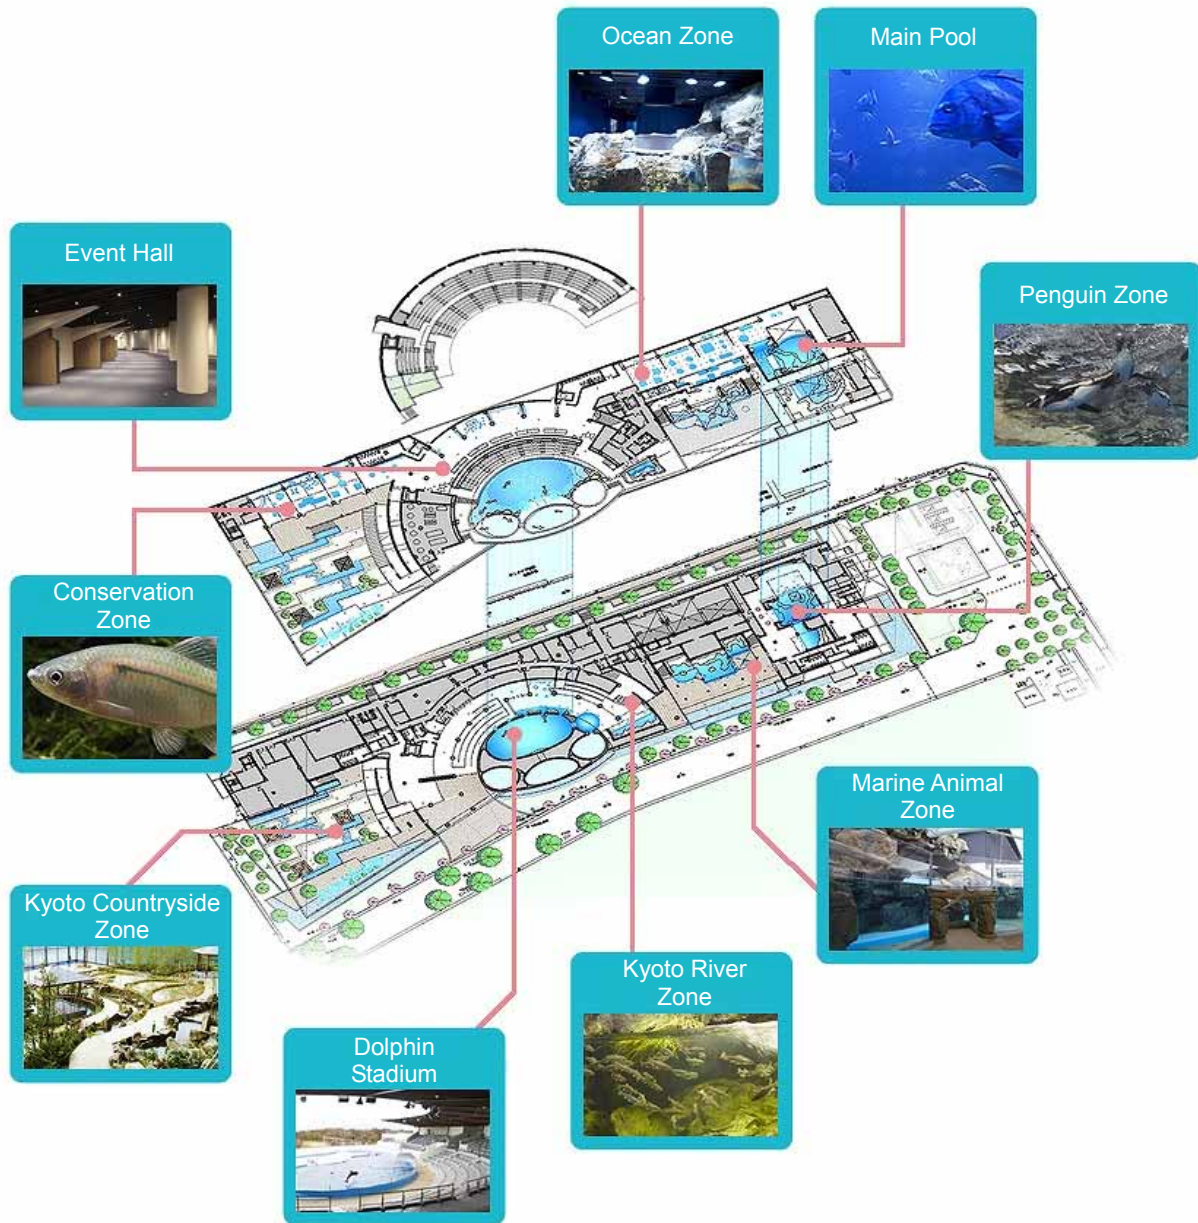 Ocean Zone
Main Pool
Event Hall
Penguin Zone
Conservation
Zone
Marine Animal
Zone
Kyoto Countryside
Zone
Kyoto River
Zone
Dolphin
Stadium